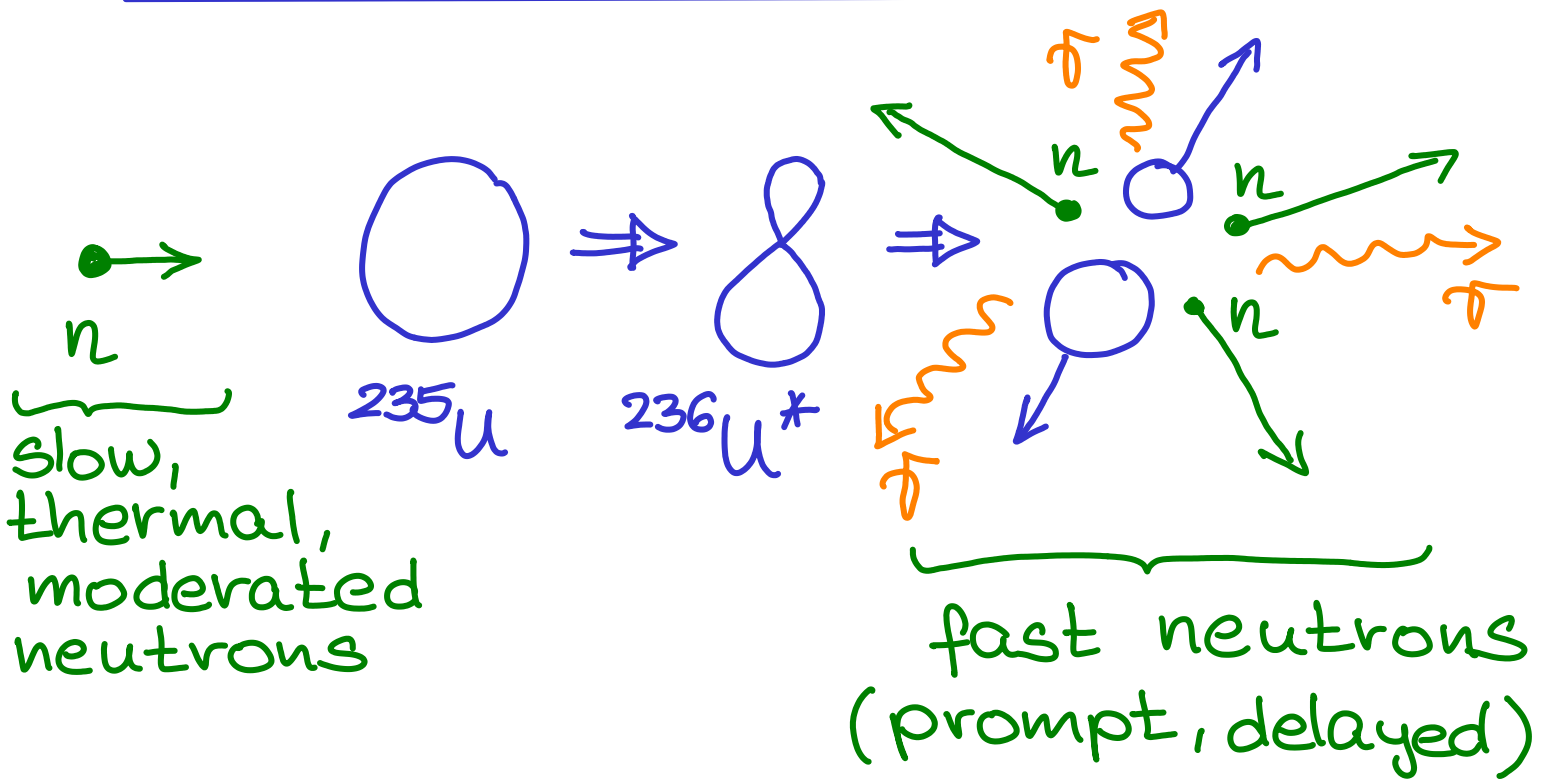 γ
n
n
γ
n
n
²³⁵U
²³⁶U*
γ
slow,
thermal,
moderated
neutrons
fast neutrons
(prompt, delayed)